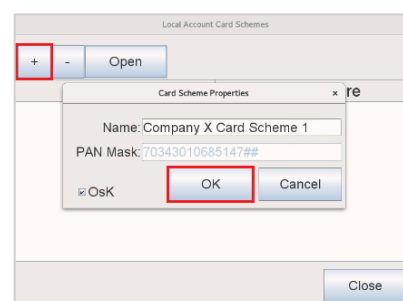 Local Account Card Schemes
+ - Open
re
Card Scheme Properties ×
Name: Company X Card Scheme 1
PAN Mask: 70343010685147##
OsK OK Cancel
Close